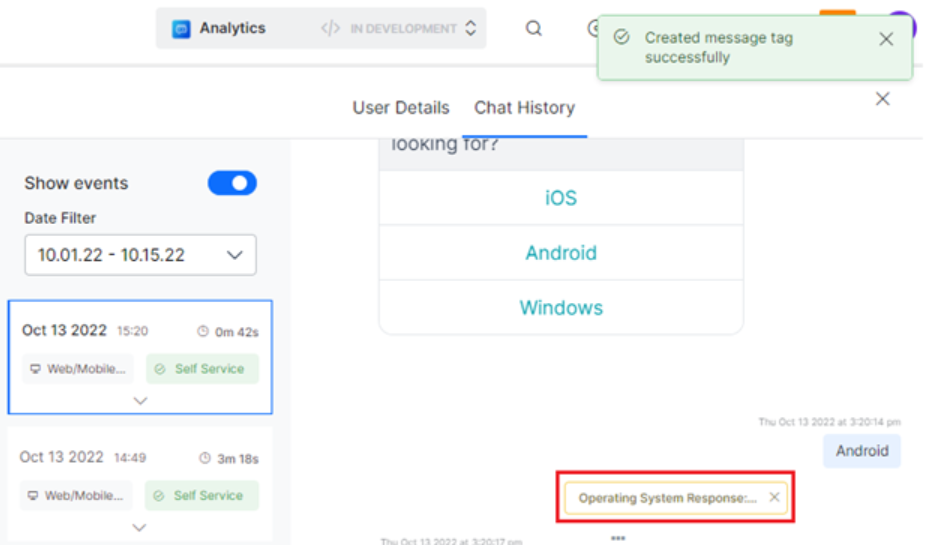 Analytics
</> IN DEVELOPMENT
Created message tag
successfully
User Details
Chat History
looking for?
Show events
Date Filter
10.01.22 - 10.15.22
iOS
Android
Windows
Oct 13 2022 15:20 0m 42s
Web/Mobile... Self Service
Thu Oct 13 2022 at 3:20:14 pm
Android
Oct 13 2022 14:49 3m 18s
Web/Mobile... Self Service
Operating System Response:...
Thu Oct 13 2022 at 3:20:17 pm